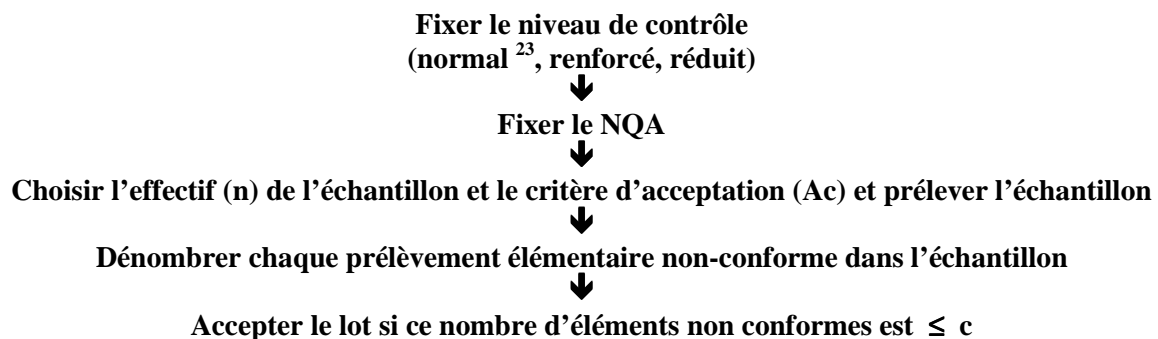 Fixer le niveau de contrôle
(normal 23, renforcé, réduit)
Fixer le NQA
Choisir l'effectif (n) de l'échantillon et le critère d'acceptation (Ac) et prélever l'échantillon
Dénombrer chaque prélèvement élémentaire non-conforme dans l'échantillon
Accepter le lot si ce nombre d'éléments non conformes est ≤ c